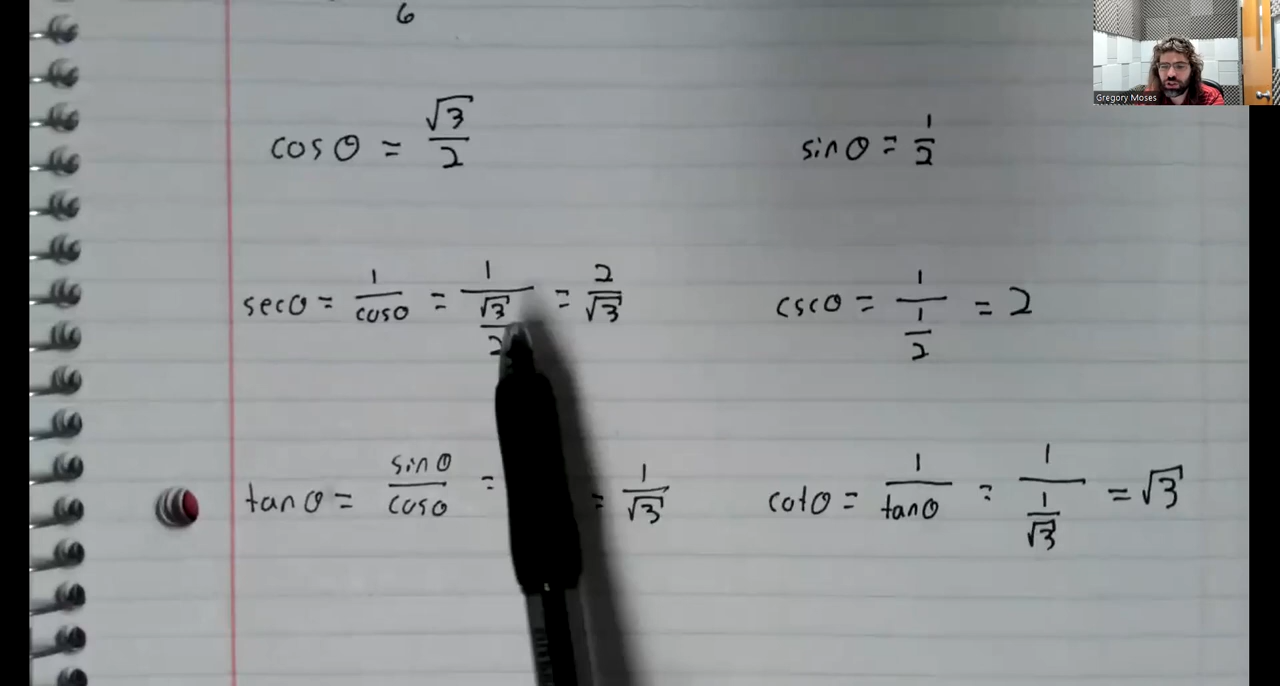 6
Gregory Moses
cos θ = √3/2
sin θ = 1/2
sec θ = 1/cos θ = 1/(√3/2) = 2/√3
csc θ = 1/(1/2) = 2
tan θ = sin θ/cos θ = = 1/√3
cot θ = 1/tan θ = 1/(1/√3) = √3